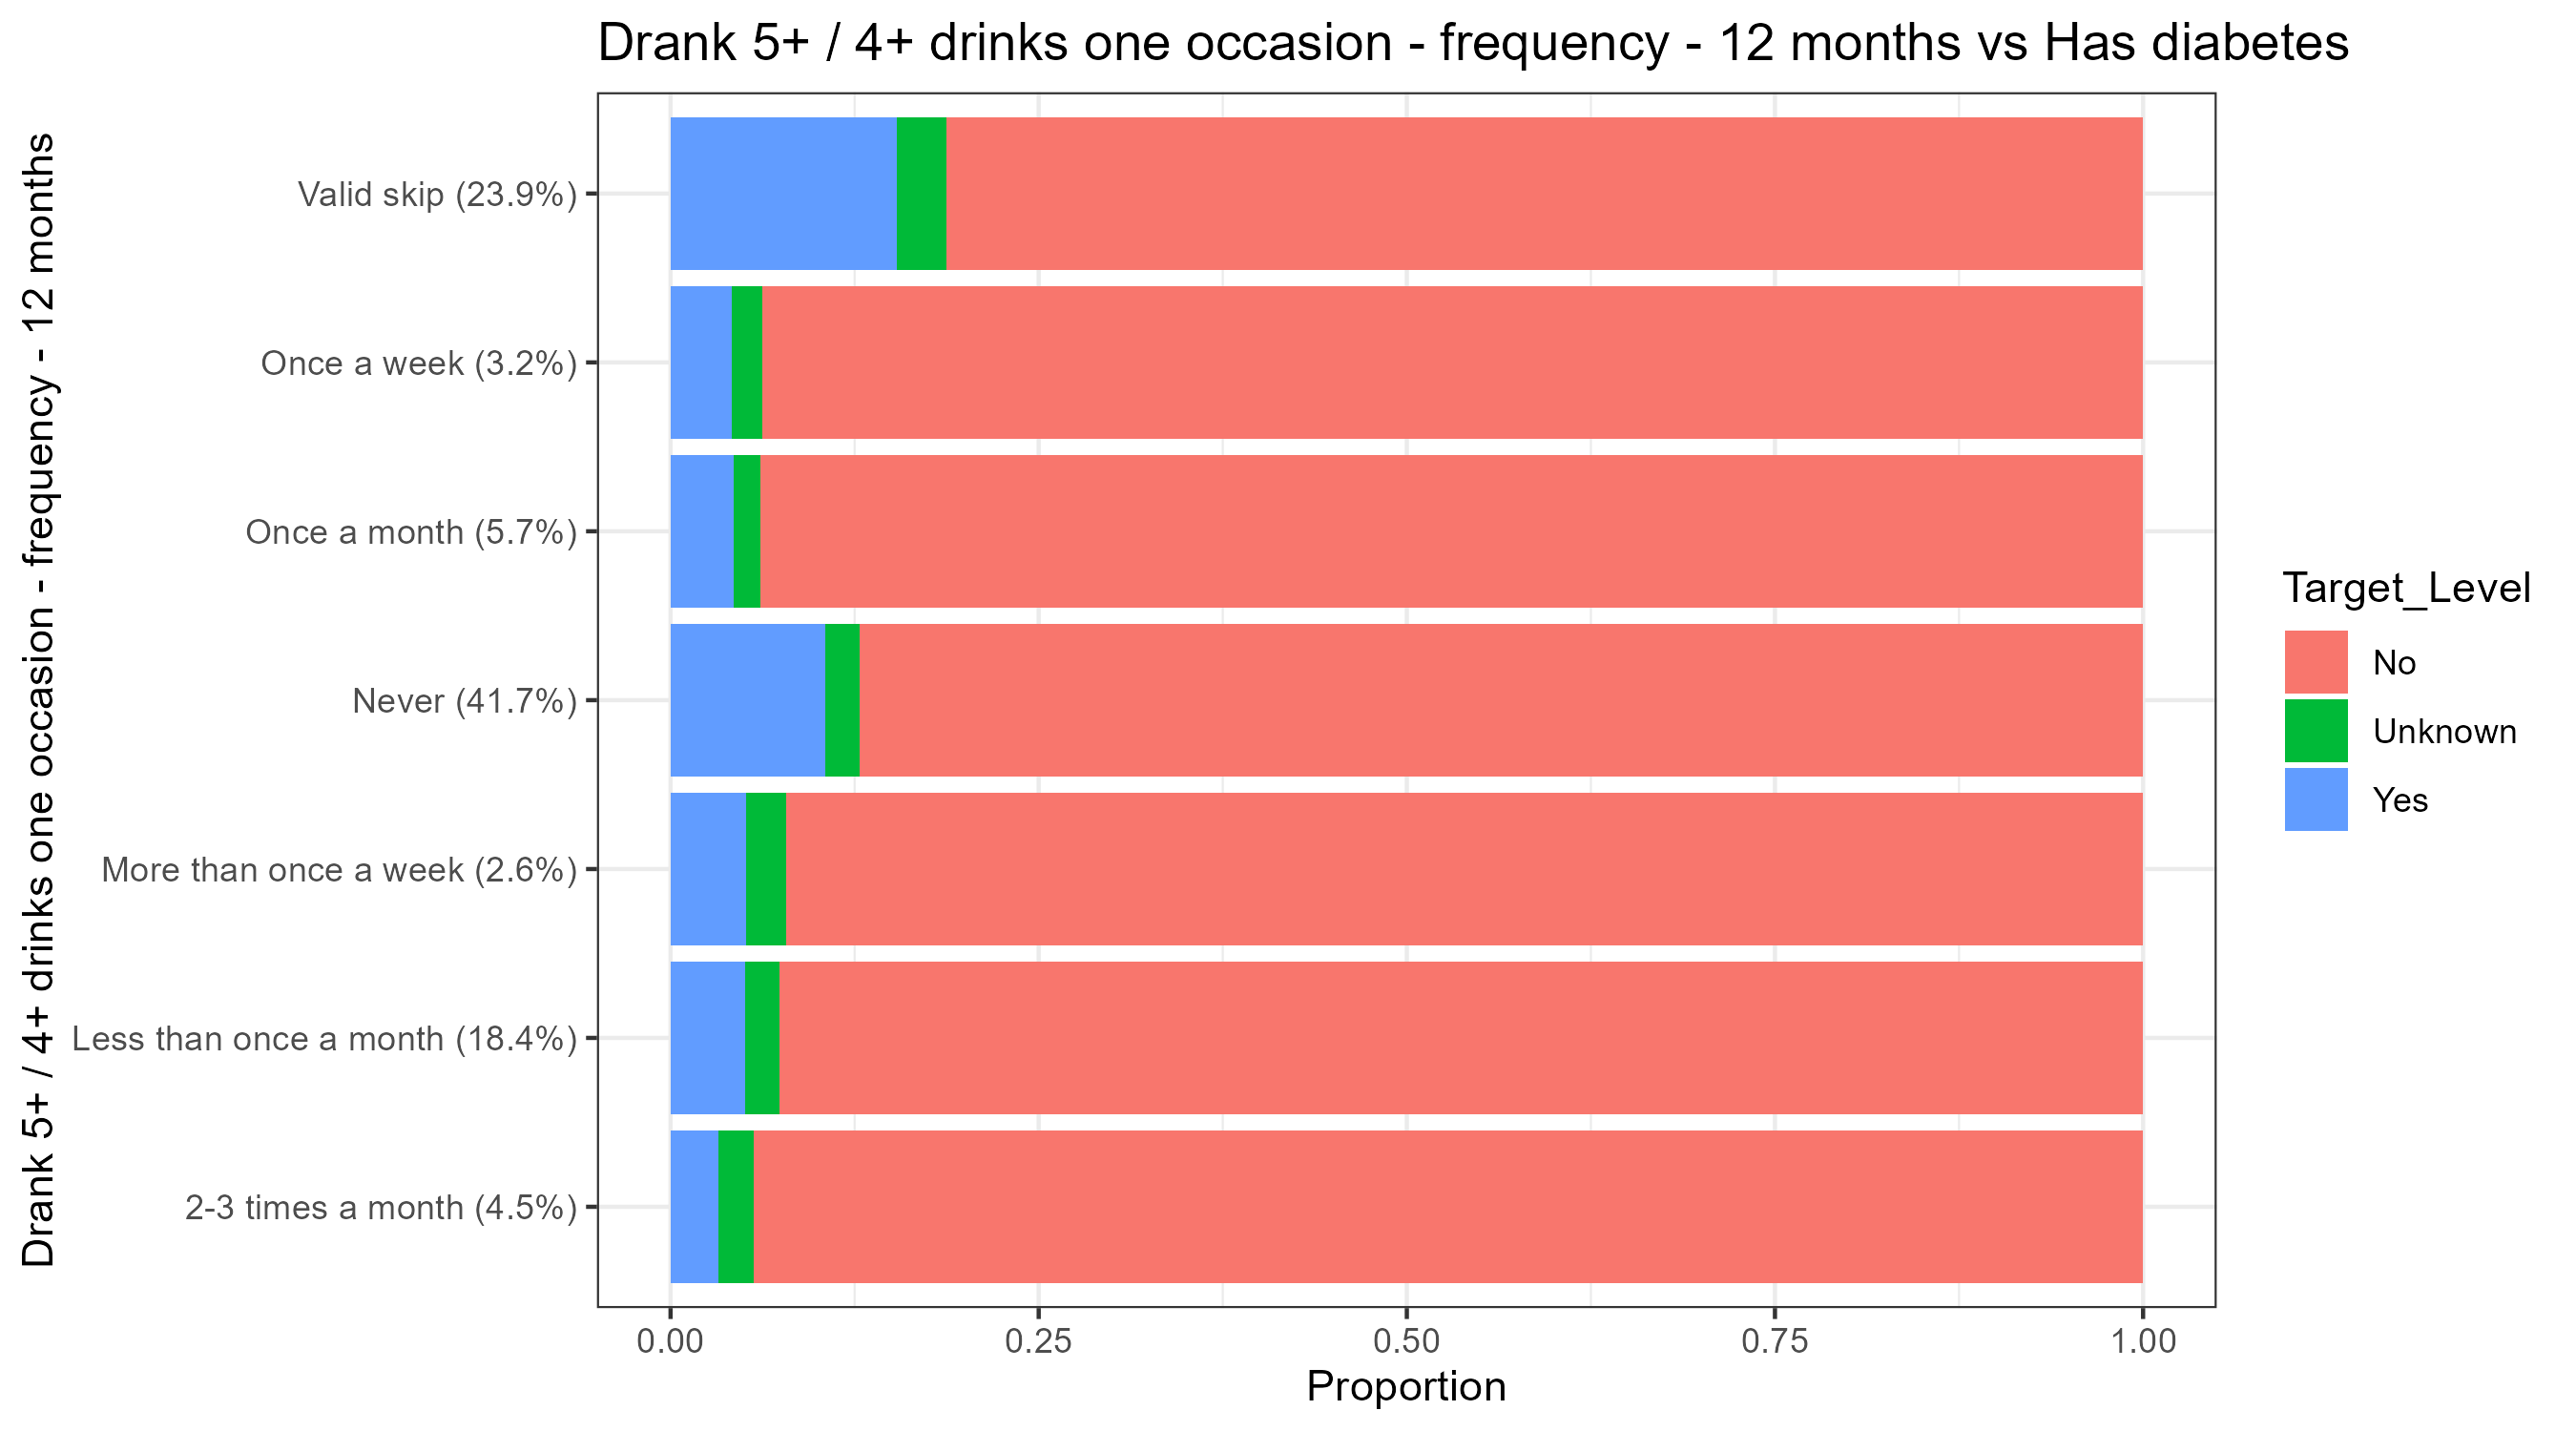 Drank 5+ / 4+ drinks one occasion - frequency - 12 months vs Has diabetes
Drank 5+ / 4+ drinks one occasion - frequency - 12 months
Valid skip (23.9%)
Once a week (3.2%)
Once a month (5.7%)
Never (41.7%)
More than once a week (2.6%)
Less than once a month (18.4%)
2-3 times a month (4.5%)
0.00
0.25
0.50
0.75
1.00
Proportion
Target_Level
No
Unknown
Yes